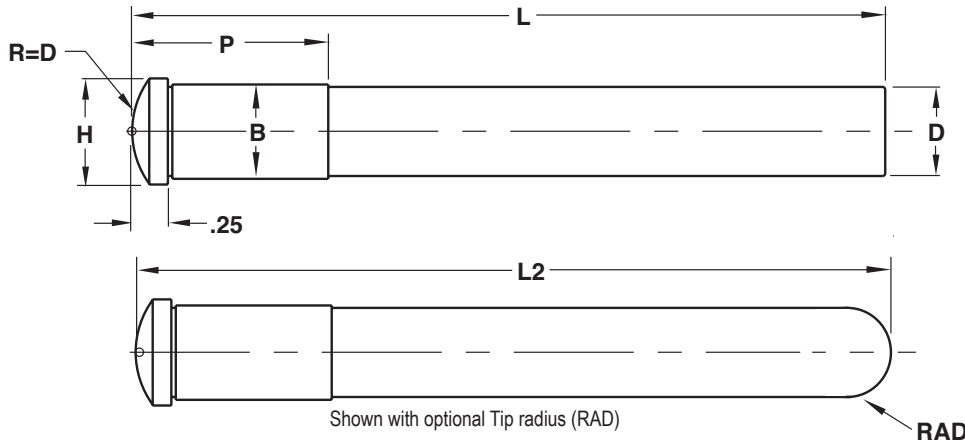 L
P
R=D
H
B
D
.25
L2
Shown with optional Tip radius (RAD)
RAD